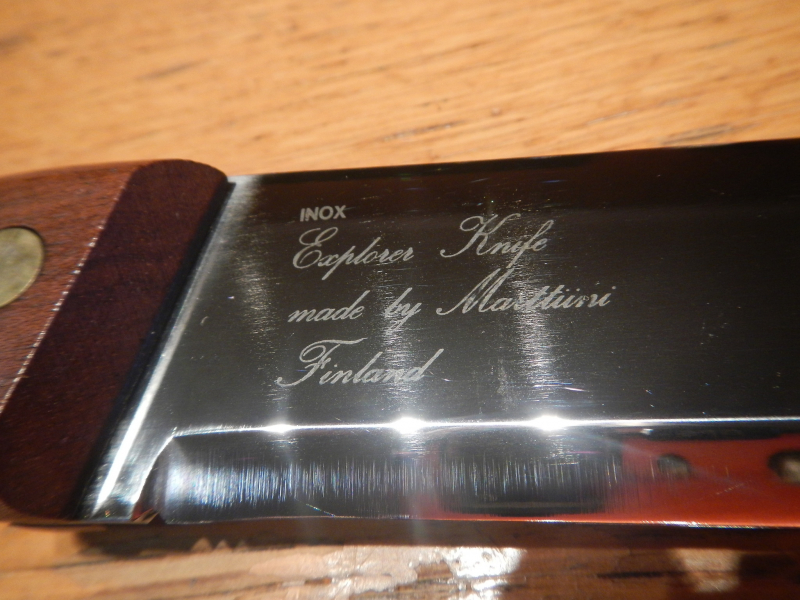 INOX
Explorer Knife
made by Marttiini
Finland